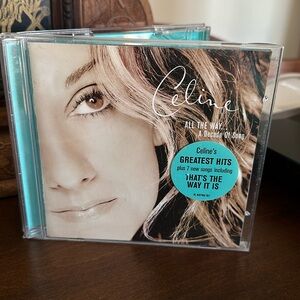 Celine
ALL THE WAY...
A Decade Of Song
Celine's
GREATEST HITS
plus 7 new songs including
THAT'S THE
WAY IT IS